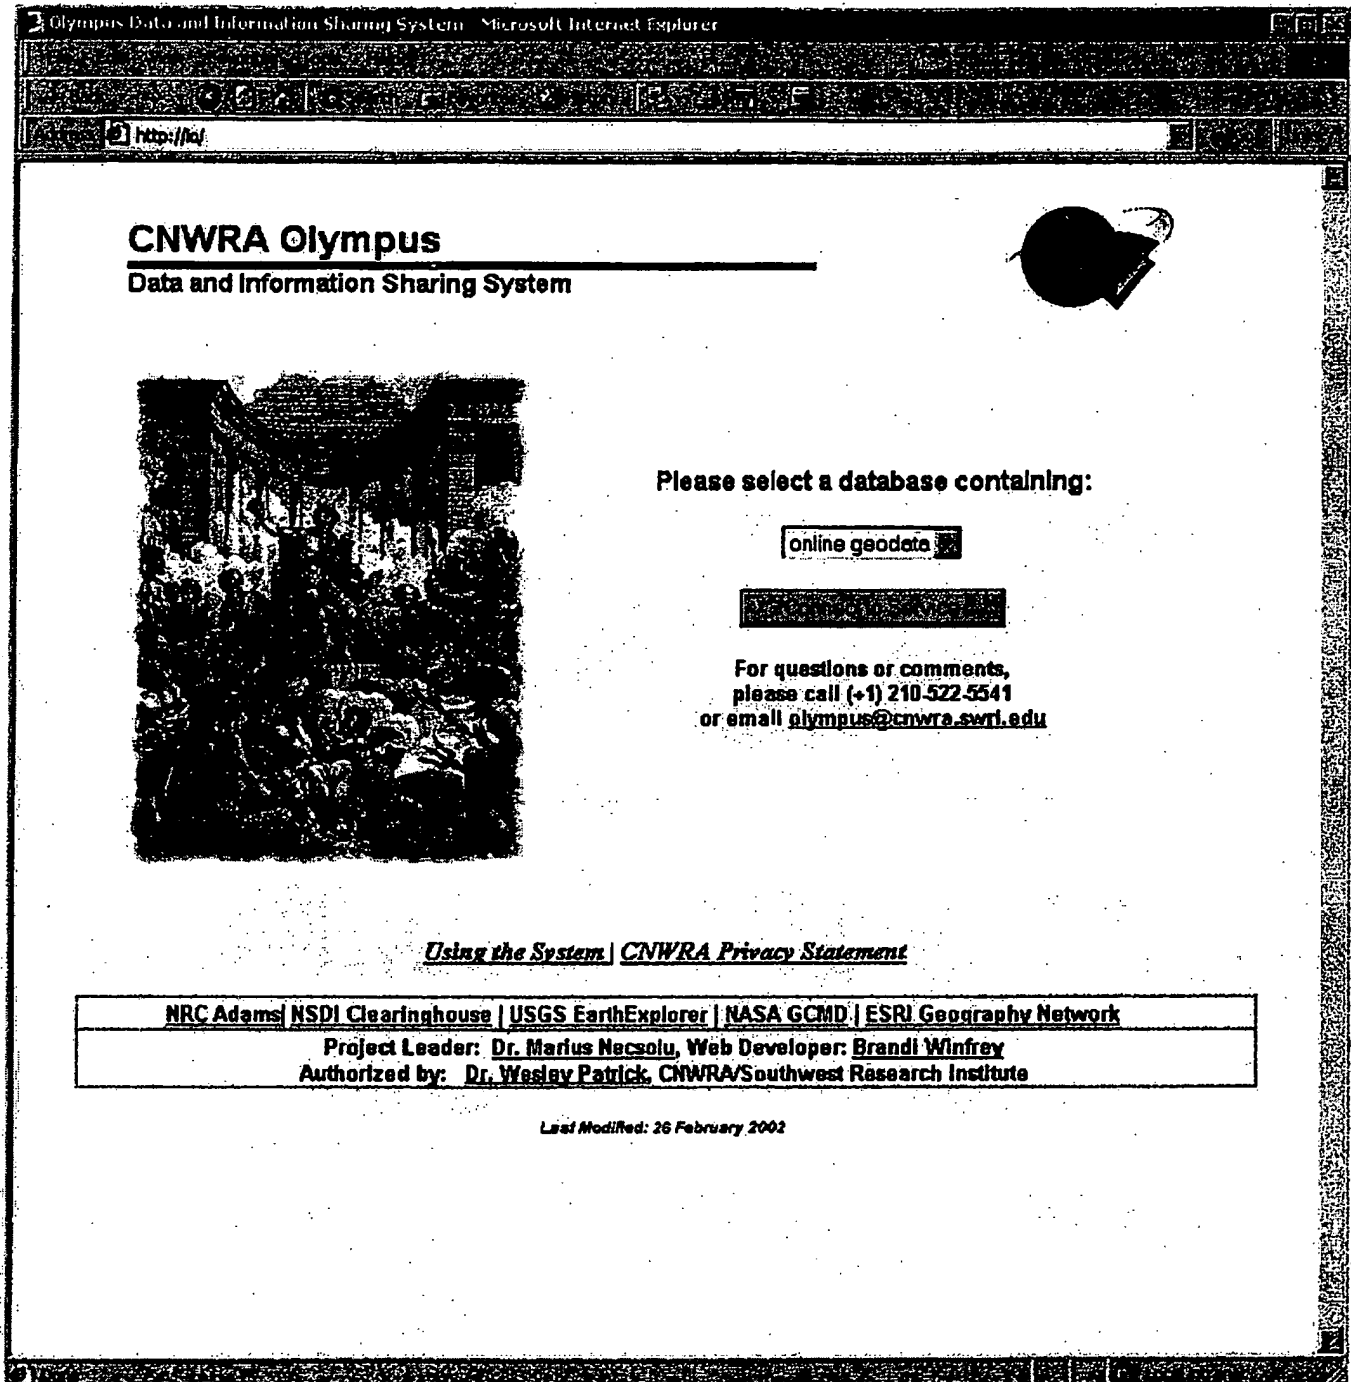 Olympus Data and Information Sharing System - Microsoft Internet Explorer
http://io/
CNWRA Olympus
Data and Information Sharing System
Please select a database containing:
online geodata
For questions or comments,
please call (+1) 210-522-5541
or email olympus@cnwra.swri.edu
Using the System | CNWRA Privacy Statement
NRC Adams| NSDI Clearinghouse | USGS EarthExplorer | NASA GCMD | ESRI Geography Network
Project Leader: Dr. Marius Necsoiu, Web Developer: Brandi Winfrey
Authorized by: Dr. Wesley Patrick, CNWRA/Southwest Research Institute
Last Modified: 26 February 2002